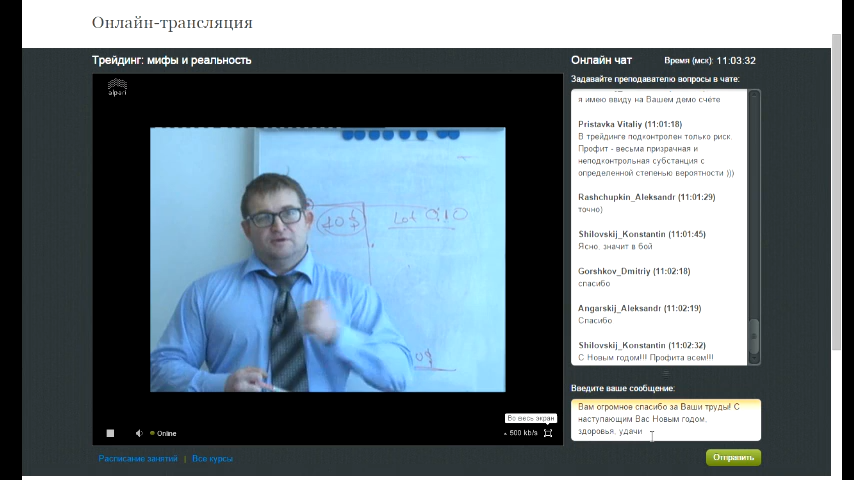 Онлайн-трансляция
Трейдинг: мифы и реальность
Онлайн чат
Время (мск): 11:03:32
Задавайте преподавателю вопросы в чате:
alpari
10$
Lot 0,10
0$
я имею ввиду на Вашем демо счете
Pristavka Vitaliy (11:01:18)
В трейдинге подконтролен только риск.
Профит - весьма призрачная и
неподконтрольная субстанция с
определенной степенью вероятности )))
Rashchupkin_Aleksandr (11:01:29)
точно)
Shilovskij_Konstantin (11:01:45)
Ясно, значит в бой
Gorshkov_Dmitriy (11:02:18)
спасибо
Angarskij_Aleksandr (11:02:19)
Спасибо
Shilovskij_Konstantin (11:02:32)
С Новым годом!!! Профита всем!!!
Введите ваше сообщение:
Вам огромное спасибо за Ваши труды! С
наступающим Вас Новым годом,
здоровья, удачи
Во весь экран
Online
500 kb/s
Отправить
Расписание занятий | Все курсы